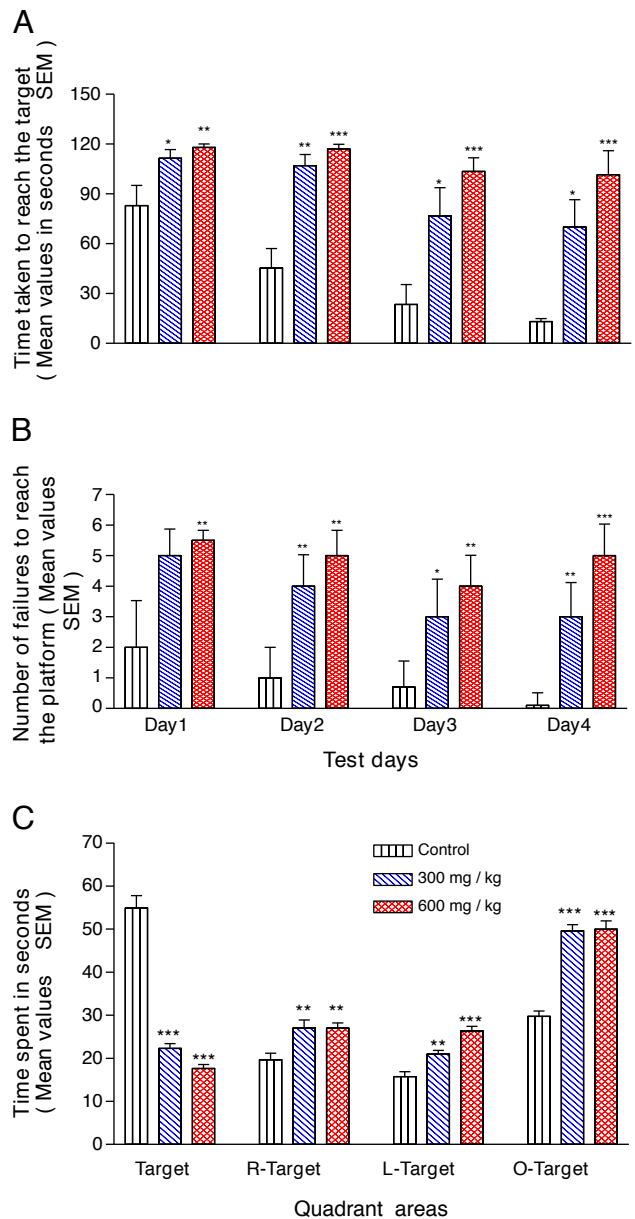 A
Time taken to reach the target
( Mean values in seconds SEM )
150
120
90
60
30
0
*
**
**
***
*
***
*
***
B
Number of failures to reach
the platform ( Mean values
SEM )
7
6
5
4
3
2
1
0
**
**
**
*
**
**
***
Day1 Day2 Day3 Day4
Test days
C
Time spent in seconds
( Mean values SEM )
70
60
50
40
30
20
10
0
Control
300 mg / kg
600 mg / kg
***
***
**
**
**
***
***
***
Target R-Target L-Target O-Target
Quadrant areas